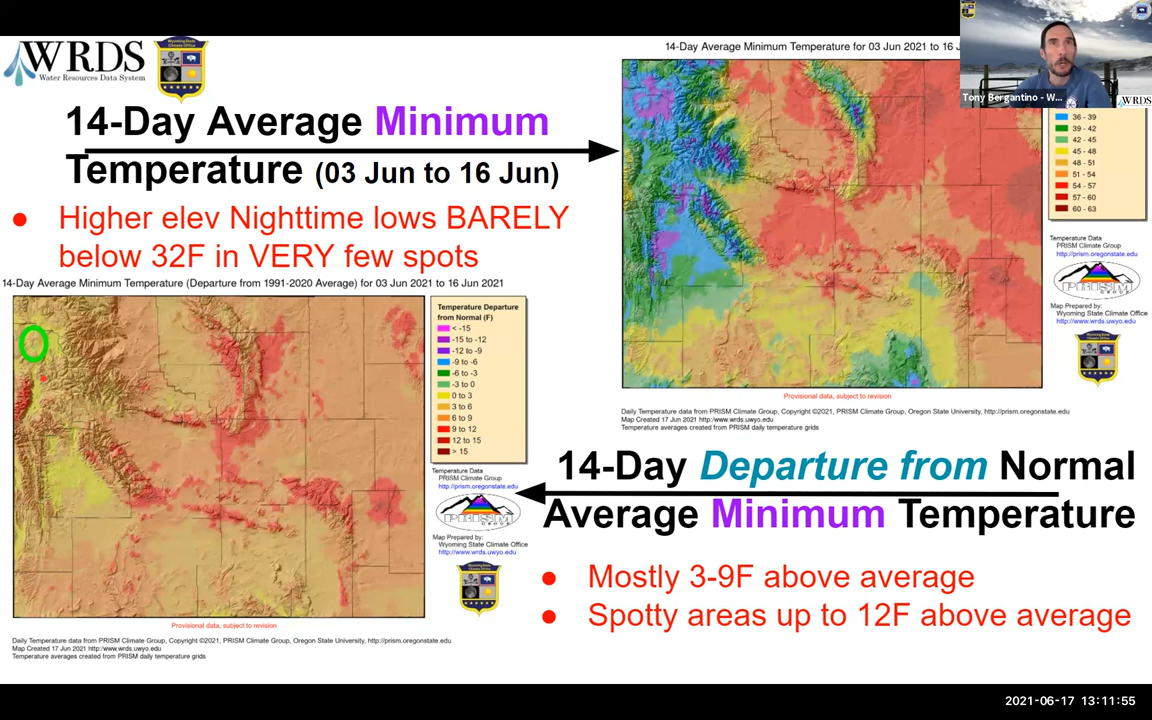 WRDS
Water Resources Data System
14-Day Average Minimum
Temperature (03 Jun to 16 Jun)
● Higher elev Nighttime lows BARELY
below 32F in VERY few spots
14-Day Average Minimum Temperature for 03 Jun 2021 to 16 J
Tony Bergantino - W...
WRDS
36 - 39
39 - 42
42 - 45
45 - 48
48 - 51
51 - 54
54 - 57
57 - 60
60 - 63
Temperature Data
PRISM Climate Group
http://prism.oregonstate.edu
PRISM
GROUP
Map Prepared by:
Wyoming State Climate Office
http://www.wrds.uwyo.edu
Provisional data, subject to revision
Daily Temperature data from PRISM Climate Group, Copyright ©2021, PRISM Climate Group, Oregon State University, http://prism.oregonstate.edu
Map Created 17 Jun 2021 http:/www.wrds.uwyo.edu
Temperature averages created from PRISM daily temperature grids
14-Day Average Minimum Temperature (Departure from 1991-2020 Average) for 03 Jun 2021 to 16 Jun 2021
Temperature Departure
from Normal (F)
< -15
-15 to -12
-12 to -9
-9 to -6
-6 to -3
-3 to 0
0 to 3
3 to 6
6 to 9
9 to 12
12 to 15
> 15
Temperature Data
PRISM Climate Group
http://prism.oregonstate.edu
PRISM
GROUP
Map Prepared by:
Wyoming State Climate Office
http://www.wrds.uwyo.edu
Provisional data, subject to revision
Daily Temperature data from PRISM Climate Group, Copyright ©2021, PRISM Climate Group, Oregon State University, http://prism.oregonstate.edu
Map Created 17 Jun 2021 http:/www.wrds.uwyo.edu
Temperature averages created from PRISM daily temperature grids
14-Day Departure from Normal
Average Minimum Temperature
● Mostly 3-9F above average
● Spotty areas up to 12F above average
2021-06-17 13:11:55